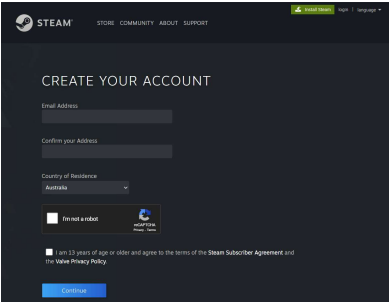 Install Steam login | language
STEAM® STORE COMMUNITY ABOUT SUPPORT
CREATE YOUR ACCOUNT
Email Address
Confirm your Address
Country of Residence
Australia
I'm not a robot
reCAPTCHA
Privacy - Terms
I am 13 years of age or older and agree to the terms of the Steam Subscriber Agreement and
the Valve Privacy Policy.
Continue